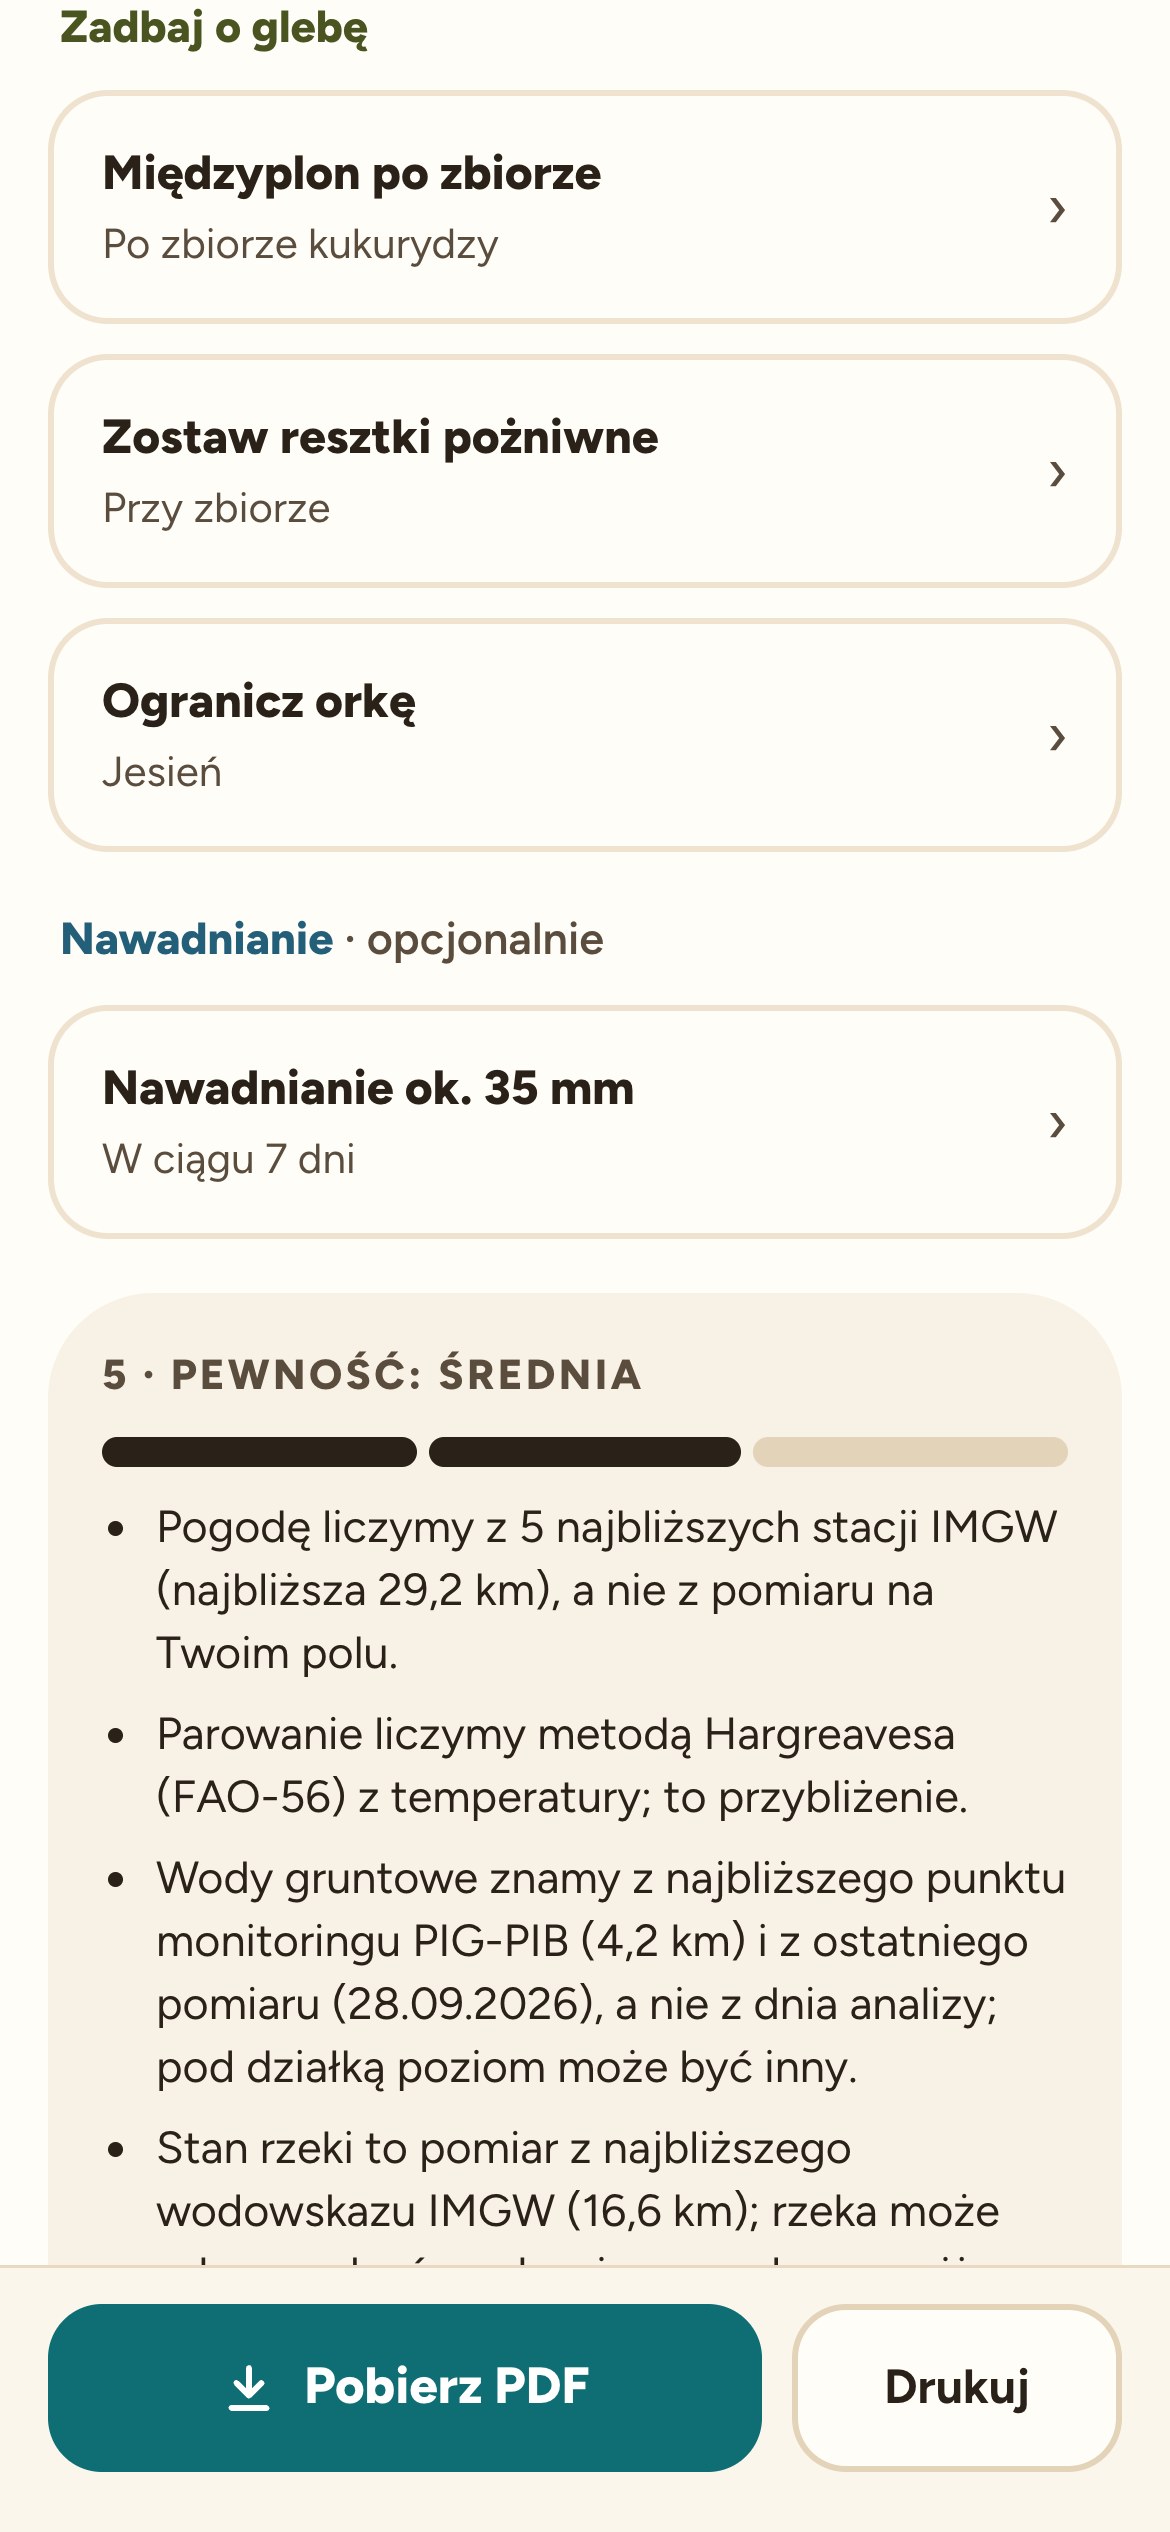 Zadbaj o glebę
Międzyplon po zbiorze
Po zbiorze kukurydzy
Zostaw resztki pożniwne
Przy zbiorze
Ogranicz orkę
Jesień
Nawadnianie · opcjonalnie
Nawadnianie ok. 35 mm
W ciągu 7 dni
5 · PEWNOŚĆ: ŚREDNIA
Pogodę liczymy z 5 najbliższych stacji IMGW
(najbliższa 29,2 km), a nie z pomiaru na
Twoim polu.
Parowanie liczymy metodą Hargreavesa
(FAO-56) z temperatury; to przybliżenie.
Wody gruntowe znamy z najbliższego punktu
monitoringu PIG-PIB (4,2 km) i z ostatniego
pomiaru (28.09.2026), a nie z dnia analizy;
pod działką poziom może być inny.
Stan rzeki to pomiar z najbliższego
wodowskazu IMGW (16,6 km); rzeka może
Pobierz PDF
Drukuj